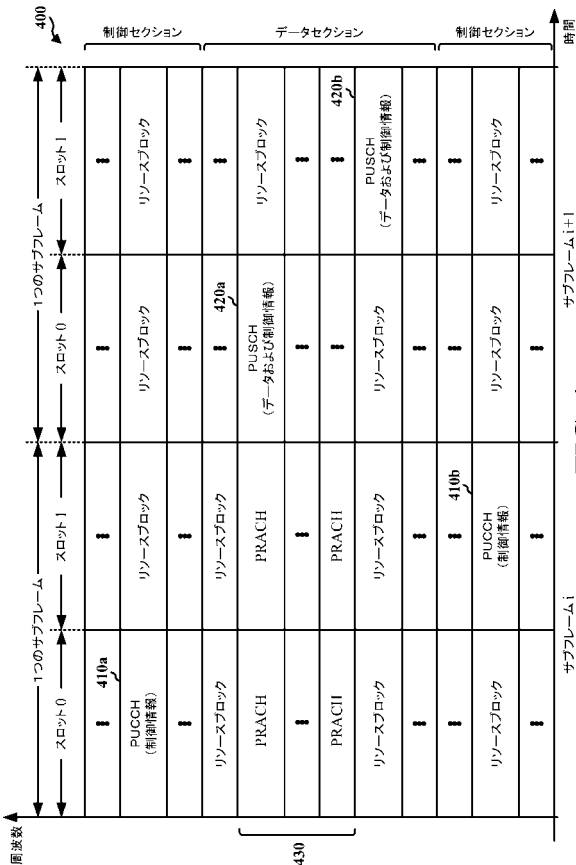 周波数
400
1つのサブフレーム 1つのサブフレーム
スロット0 スロット1 スロット0 スロット1
410a
PUCCH
(制御情報)
リソースブロック リソースブロック リソースブロック
制御セクション
リソースブロック リソースブロック
420a
PRACH PRACH
PUSCH
(データおよび制御情報)
リソースブロック
430
データセクション
PRACH PRACH
420b
リソースブロック リソースブロック リソースブロック
PUSCH
(データおよび制御情報)
410b
PUCCH
(制御情報)
リソースブロック リソースブロック リソースブロック
制御セクション
サブフレームi サブフレームi+1 時間